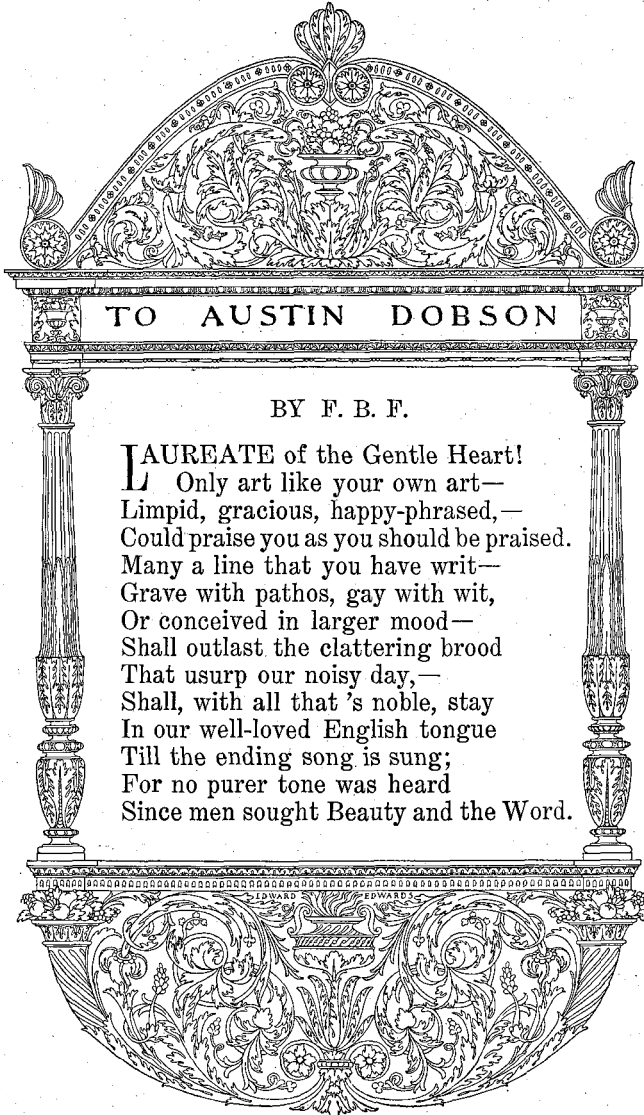 TO AUSTIN DOBSON
BY F. B. F.
LAUREATE of the Gentle Heart!
Only art like your own art—
Limpid, gracious, happy-phrased,—
Could praise you as you should be praised.
Many a line that you have writ—
Grave with pathos, gay with wit,
Or conceived in larger mood—
Shall outlast the clattering brood
That usurp our noisy day,—
Shall, with all that 's noble, stay
In our well-loved English tongue
Till the ending song is sung;
For no purer tone was heard
Since men sought Beauty and the Word.
EDWARD EDWARDS